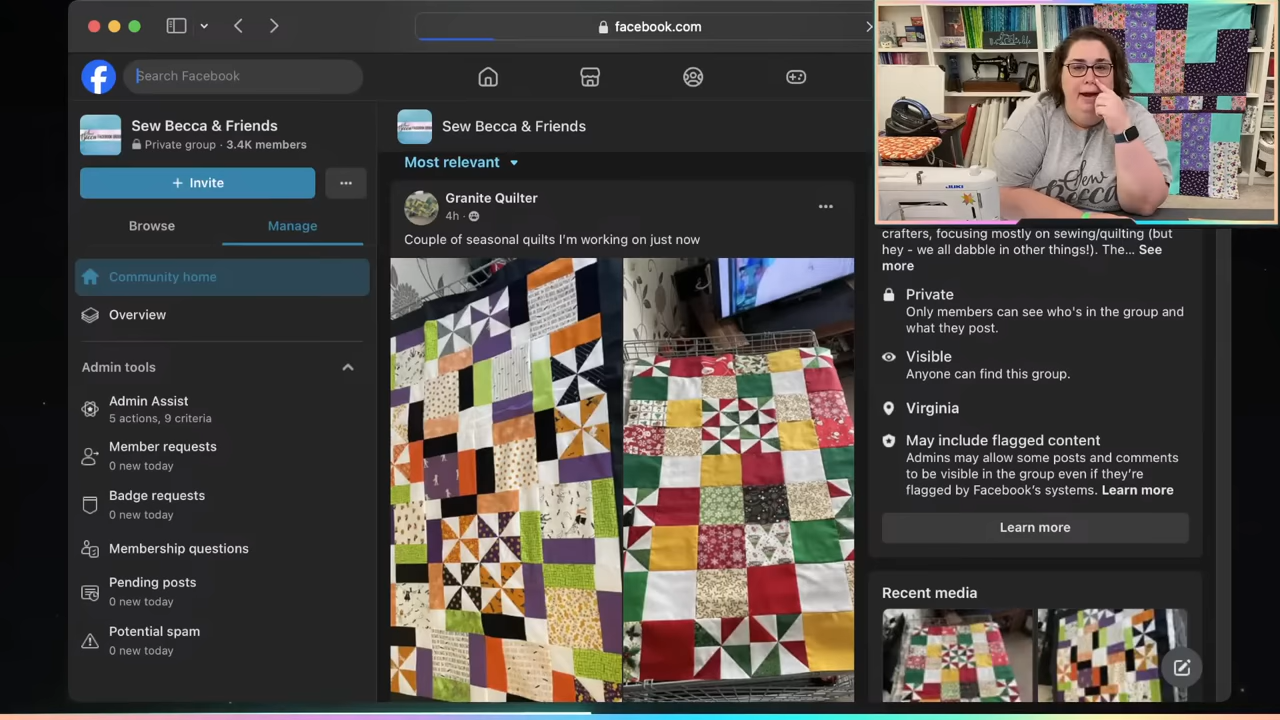 facebook.com
Search Facebook
Sew Becca & Friends
Private group · 3.4K members
+ Invite
Browse
Manage
Community home
Overview
Admin tools
Admin Assist
5 actions, 9 criteria
Member requests
0 new today
Badge requests
0 new today
Membership questions
Pending posts
0 new today
Potential spam
0 new today
Sew Becca & Friends
Most relevant
Granite Quilter
4h ·
Couple of seasonal quilts I'm working on just now
JUKI
Sew
Becca
crafters, focusing mostly on sewing/quilting (but
hey - we all dabble in other things!). The... See
more
Private
Only members can see who's in the group and
what they post.
Visible
Anyone can find this group.
Virginia
May include flagged content
Admins may allow some posts and comments
to be visible in the group even if they're
flagged by Facebook's systems. Learn more
Learn more
Recent media